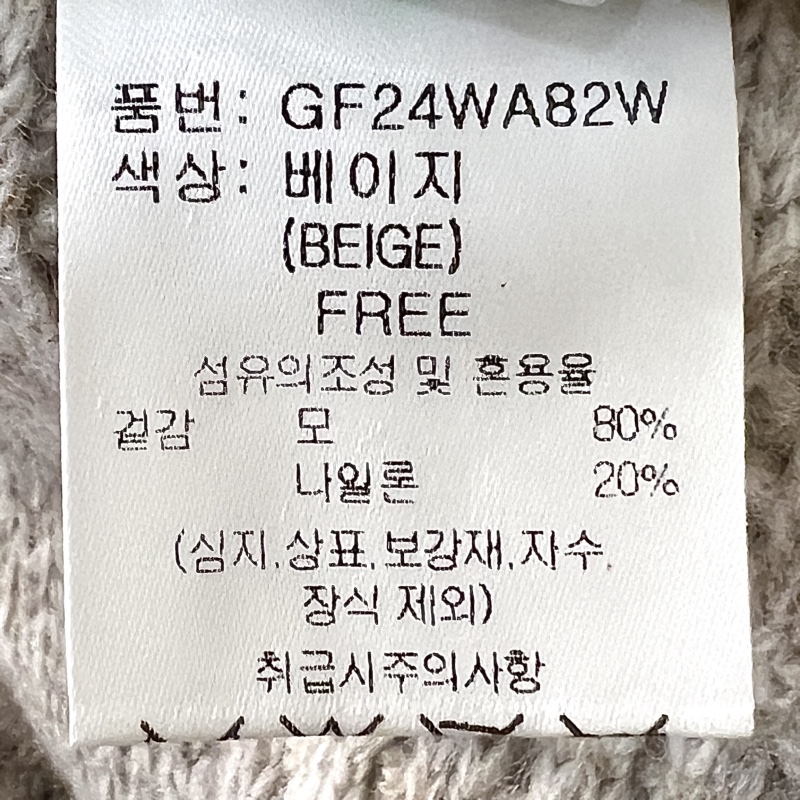 품번: GF24WA82W
색상: 베이지
(BEIGE)
FREE
섬유의조성 및 혼용율
겉감 모 80%
나일론 20%
(심지,상표,보강재,자수,
장식 제외)
취급시주의사항